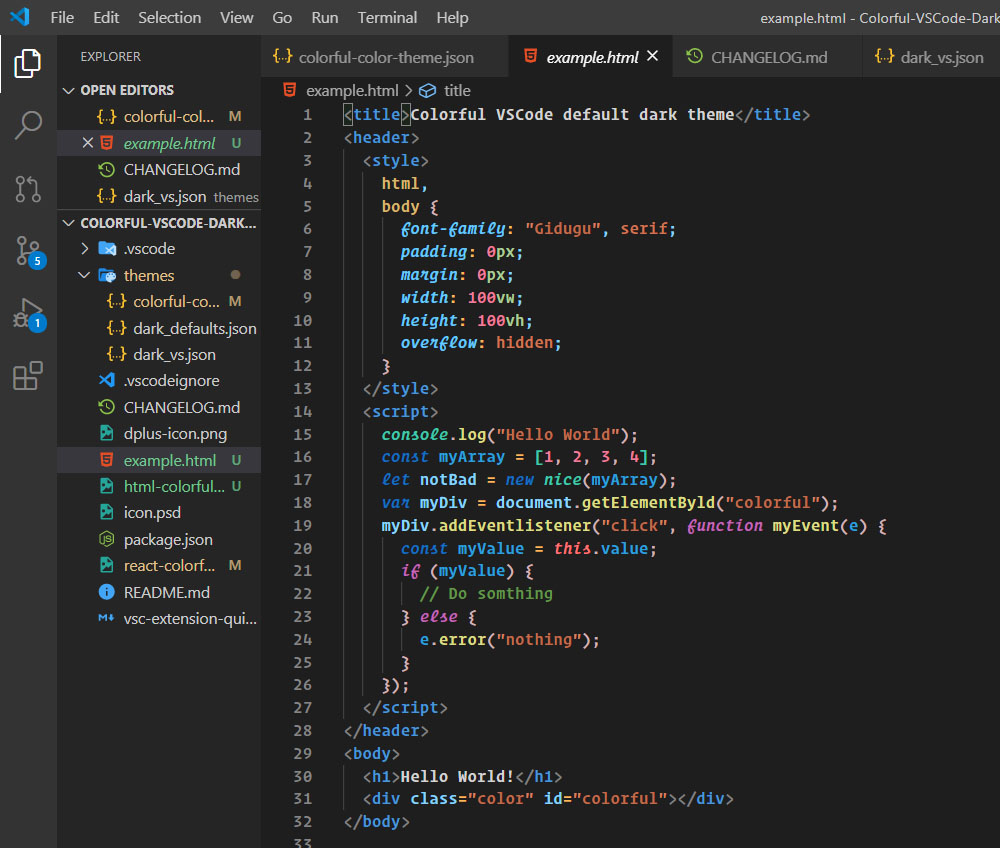 File Edit Selection View Go Run Terminal Help example.html - Colorful-VSCode-Dark
EXPLORER
OPEN EDITORS
{..} colorful-col... M
example.html U
CHANGELOG.md
{..} dark_vs.json themes
COLORFUL-VSCODE-DARK...
.vscode
themes
{..} colorful-co... M
{..} dark_defaults.json
{..} dark_vs.json
.vscodeignore
CHANGELOG.md
dplus-icon.png
example.html U
html-colorful... U
icon.psd
package.json
react-colorf... M
README.md
vsc-extension-qui...
5
1
{..} colorful-color-theme.json example.html CHANGELOG.md {..} dark_vs.json
example.html > title
1 <title>Colorful VSCode default dark theme</title>
2 <header>
3 <style>
4 html,
5 body {
6 font-family: "Gidugu", serif;
7 padding: 0px;
8 margin: 0px;
9 width: 100vw;
10 height: 100vh;
11 overflow: hidden;
12 }
13 </style>
14 <script>
15 console.log("Hello World");
16 const myArray = [1, 2, 3, 4];
17 let notBad = new nice(myArray);
18 var myDiv = document.getElementByld("colorful");
19 myDiv.addEventlistener("click", function myEvent(e) {
20 const myValue = this.value;
21 if (myValue) {
22 // Do somthing
23 } else {
24 e.error("nothing");
25 }
26 });
27 </script>
28 </header>
29 <body>
30 <h1>Hello World!</h1>
31 <div class="color" id="colorful"></div>
32 </body>
33